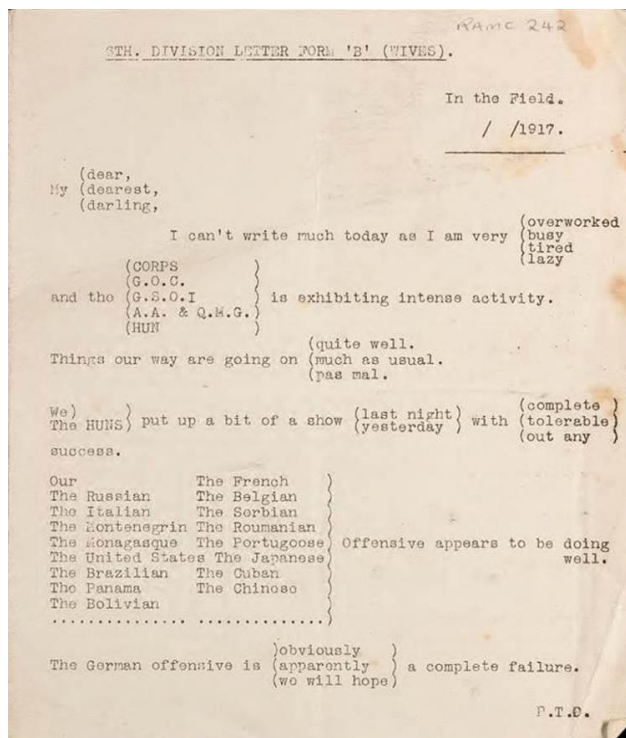 RAMC 242
8TH. DIVISION LETTER FORM 'B' (WIVES).
In the Field.
/ /1917.
(dear,
My (dearest,
(darling,
(overworked
I can't write much today as I am very (busy
(tired
(lazy
(CORPS )
(G.O.C. )
and the (G.S.O.I ) is exhibiting intense activity.
(A.A. & Q.M.G.)
(HUN )
(quite well.
Things our way are going on (much as usual.
(pas mal.
We) ) put up a bit of a show (last night) with (complete )
The HUNS) (yesterday ) (tolerable)
(out any )
success.
Our The French )
The Russian The Belgian )
The Italian The Serbian )
The Montenegrin The Roumanian )
The Monagasque The Portugoose) Offensive appears to be doing
The United States The Japanese) well.
The Brazilian The Cuban )
The Panama The Chinese )
The Bolivian )
............... ..............)
)obviously )
The German offensive is (apparently ) a complete failure.
(we will hope)
P.T.O.